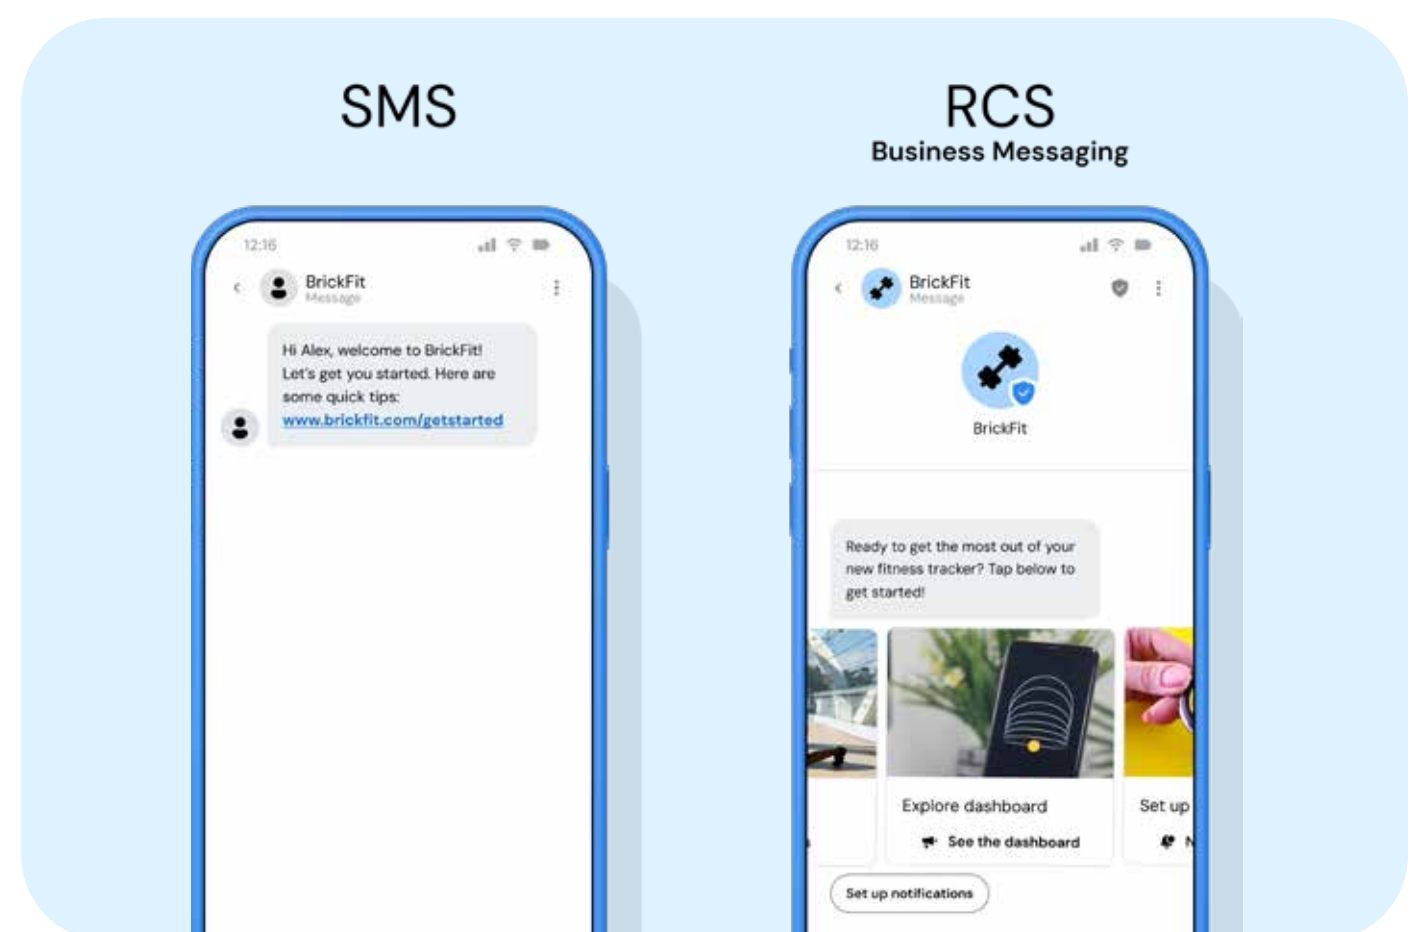 SMS
12:16
BrickFit
Message
Hi Alex, welcome to BrickFit!
Let's get you started. Here are
some quick tips:
www.brickfit.com/getstarted
RCS
Business Messaging
12:16
BrickFit
Message
BrickFit
Ready to get the most out of your
new fitness tracker? Tap below to
get started!
Explore dashboard
See the dashboard
Set up
Set up notifications